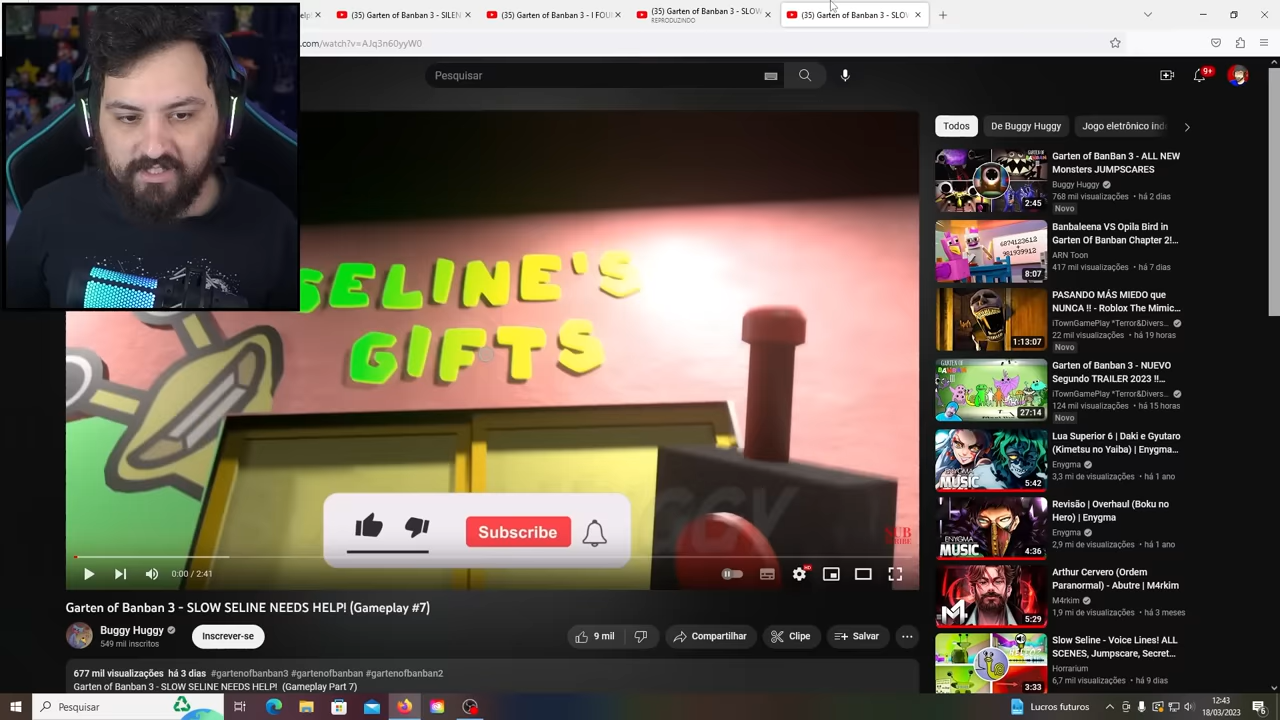 (35) Garten of Banban 3 - SILEN
(35) Garten of Banban 3 - I FOU
(35) Garten of Banban 3 - SLOW
REPRODUZINDO
(35) Garten of Banban 3 - SLOW
.com/watch?v=AJq3n60yyW0
Pesquisar
9+
SELINE'S
GIFTS
Subscribe
SUB
0:00 / 2:41
HD
Garten of Banban 3 - SLOW SELINE NEEDS HELP! (Gameplay #7)
Buggy Huggy
549 mil inscritos
Inscrever-se
9 mil
Compartilhar
Clipe
Salvar
677 mil visualizações há 3 dias #gartenofbanban3 #gartenofbanban #gartenofbanban2
Garten of Banban 3 - SLOW SELINE NEEDS HELP! (Gameplay Part 7)
Todos
De Buggy Huggy
Jogo eletrônico ind
Garten of BanBan 3 - ALL NEW
Monsters JUMPSCARES
Buggy Huggy
768 mil visualizações • há 2 dias
Novo
2:45
Banbaleena VS Opila Bird in
Garten Of Banban Chapter 2!...
ARN Toon
417 mil visualizações • há 7 dias
8:07
PASANDO MÁS MIEDO que
NUNCA !! - Roblox The Mimic...
iTownGamePlay *Terror&Divers...
22 mil visualizações • há 19 horas
Novo
1:13:07
Garten of Banban 3 - NUEVO
Segundo TRAILER 2023 !!...
iTownGamePlay *Terror&Divers...
124 mil visualizações • há 15 horas
Novo
27:14
Lua Superior 6 | Daki e Gyutaro
(Kimetsu no Yaiba) | Enygma...
Enygma
3,3 mi de visualizações • há 1 ano
MUSIC
5:42
Revisão | Overhaul (Boku no
Hero) | Enygma
Enygma
2,9 mi de visualizações • há 1 ano
ENYGMA
MUSIC
4:36
Arthur Cervero (Ordem
Paranormal) - Abutre | M4rkim
M4rkim
1,9 mi de visualizações • há 3 meses
5:29
Slow Seline - Voice Lines! ALL
SCENES, Jumpscare, Secret...
Horrarium
6,7 mi de visualizações • há 9 dias
3:33
Pesquisar
Lucros futuros
12:43
18/03/2023
6